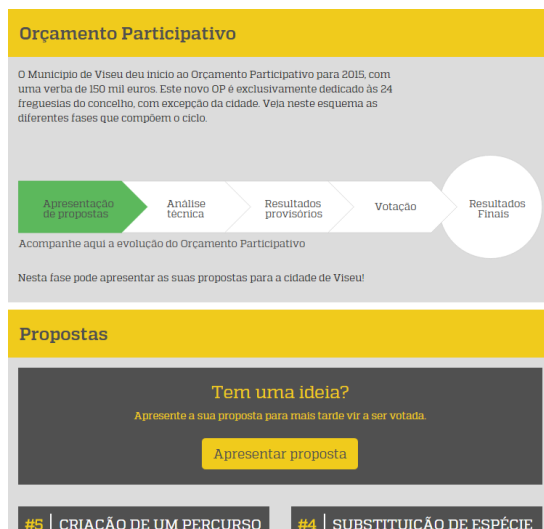 Orçamento Participativo
O Município de Viseu deu início ao Orçamento Participativo para 2015, com
uma verba de 150 mil euros. Este novo OP é exclusivamente dedicado às 24
freguesias do concelho, com excepção da cidade. Veja neste esquema as
diferentes fases que compõem o ciclo.
Apresentação
de propostas
Análise
técnica
Resultados
provisórios
Votação
Resultados
Finais
Acompanhe aqui a evolução do Orçamento Participativo
Nesta fase pode apresentar as suas propostas para a cidade de Viseu!
Propostas
Tem uma ideia?
Apresente a sua proposta para mais tarde vir a ser votada.
Apresentar proposta
#5 CRIAÇÃO DE UM PERCURSO
#4 SUBSTITUIÇÃO DE ESPÉCIE